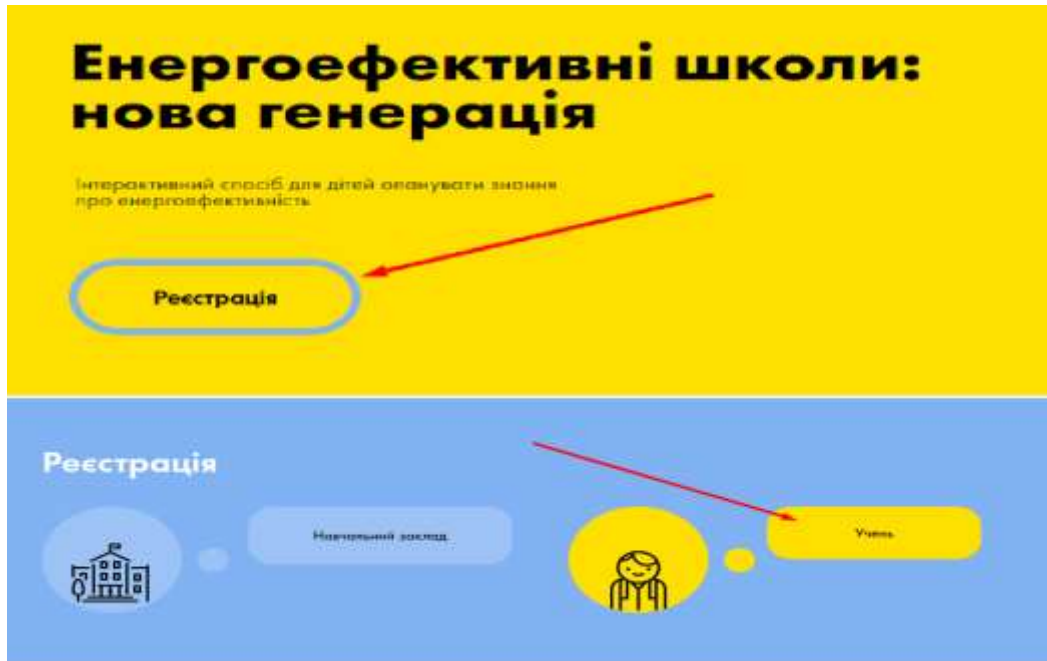 Енергоефективні школи:
нова генерація
Інтерактивний спосіб для дітей опанувати знання
про енергоефективність
Реєстрація
Реєстрація
Навчальний заклад
Учень